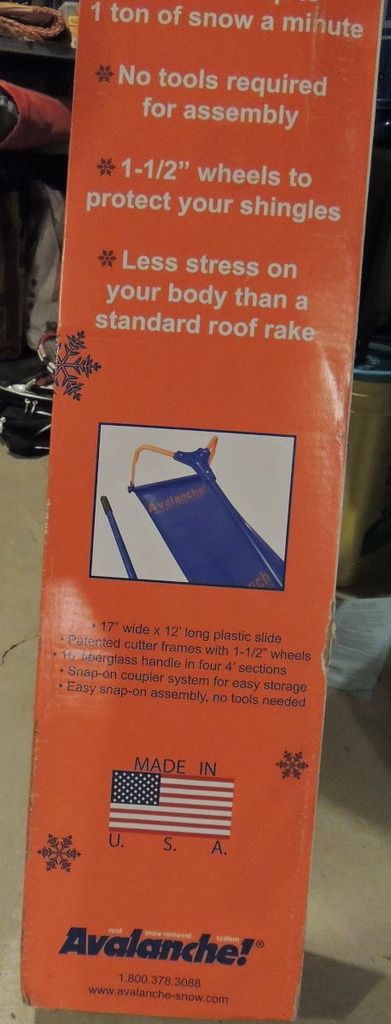 1 ton of snow a minute
No tools required
for assembly
1-1/2" wheels to
protect your shingles
Less stress on
your body than a
standard roof rake
Avalanche!
• 17" wide x 12' long plastic slide
• Patented cutter frames with 1-1/2" wheels
• 16' fiberglass handle in four 4' sections
• Snap-on coupler system for easy storage
• Easy snap-on assembly, no tools needed
MADE IN
U. S. A.
roof snow removal system
Avalanche!®
1.800.378.3088
www.avalanche-snow.com